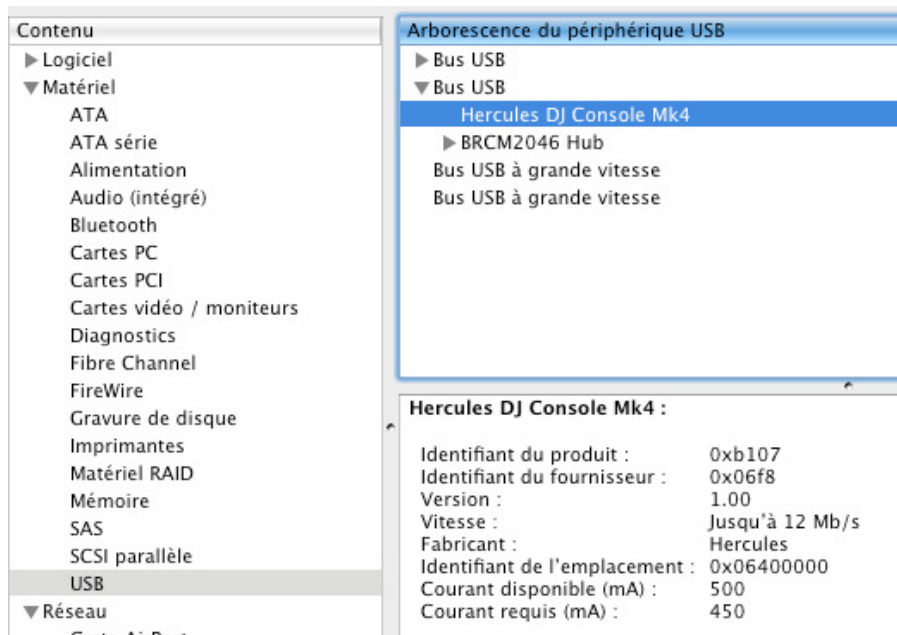 Contenu
Logiciel
Matériel
ATA
ATA série
Alimentation
Audio (intégré)
Bluetooth
Cartes PC
Cartes PCI
Cartes vidéo / moniteurs
Diagnostics
Fibre Channel
FireWire
Gravure de disque
Imprimantes
Matériel RAID
Mémoire
SAS
SCSI parallèle
USB
Réseau
Arborescence du périphérique USB
Bus USB
Bus USB
Hercules DJ Console Mk4
BRCM2046 Hub
Bus USB à grande vitesse
Bus USB à grande vitesse
Hercules DJ Console Mk4 :
Identifiant du produit : 0xb107
Identifiant du fournisseur : 0x06f8
Version : 1.00
Vitesse : Jusqu'à 12 Mb/s
Fabricant : Hercules
Identifiant de l'emplacement : 0x06400000
Courant disponible (mA) : 500
Courant requis (mA) : 450